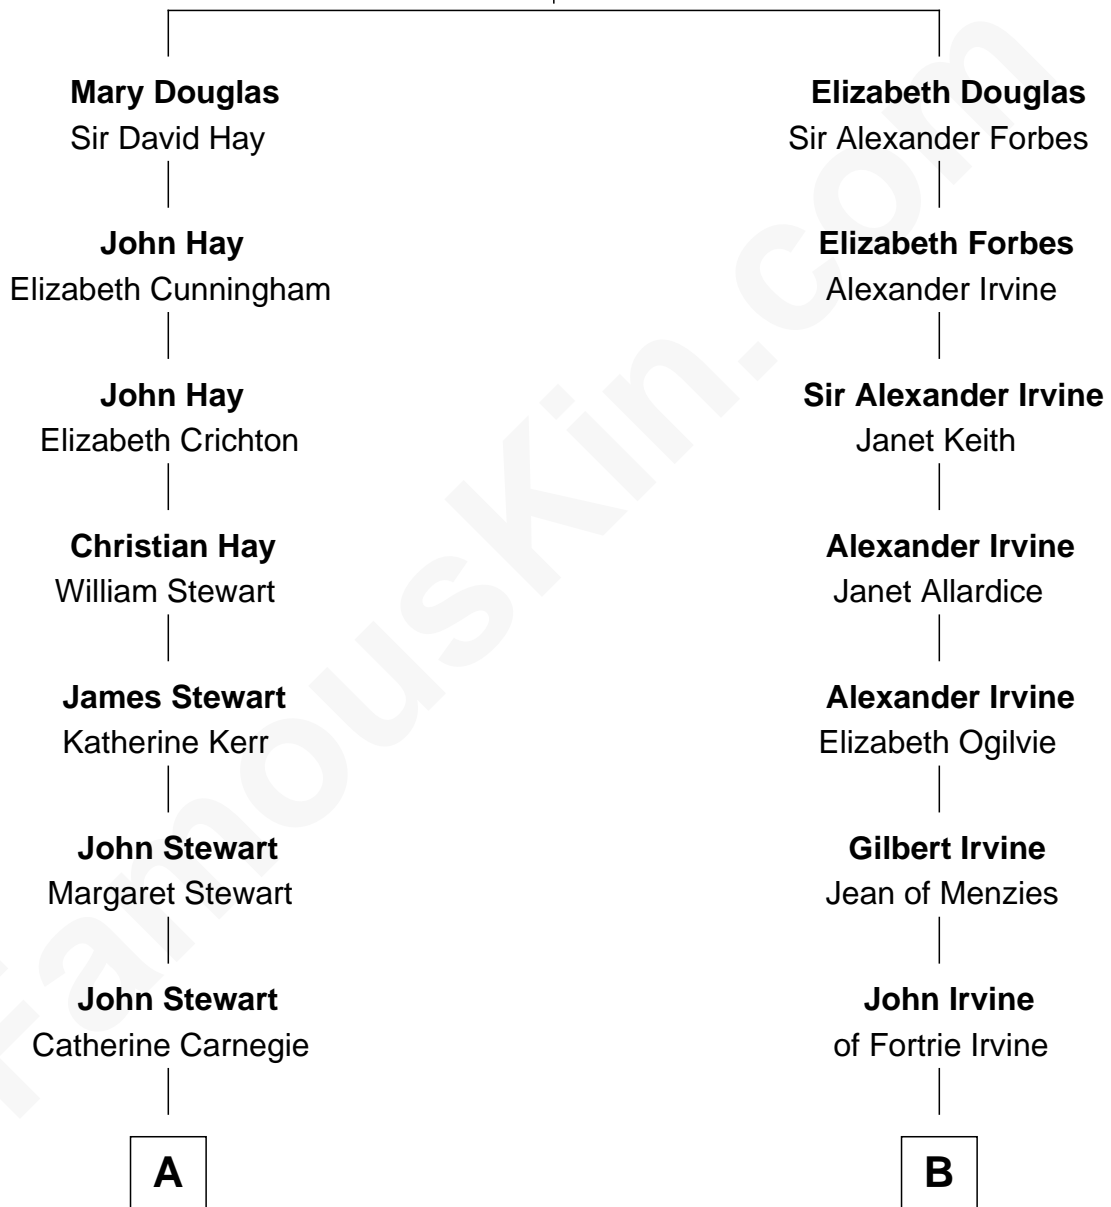 Mary Douglas
Sir David Hay
John Hay
Elizabeth Cunningham
John Hay
Elizabeth Crichton
Christian Hay
William Stewart
James Stewart
Katherine Kerr
John Stewart
Margaret Stewart
John Stewart
Catherine Carnegie
A
Elizabeth Douglas
Sir Alexander Forbes
Elizabeth Forbes
Alexander Irvine
Sir Alexander Irvine
Janet Keith
Alexander Irvine
Janet Allardice
Alexander Irvine
Elizabeth Ogilvie
Gilbert Irvine
Jean of Menzies
John Irvine
of Fortrie Irvine
B
FamousKin.com